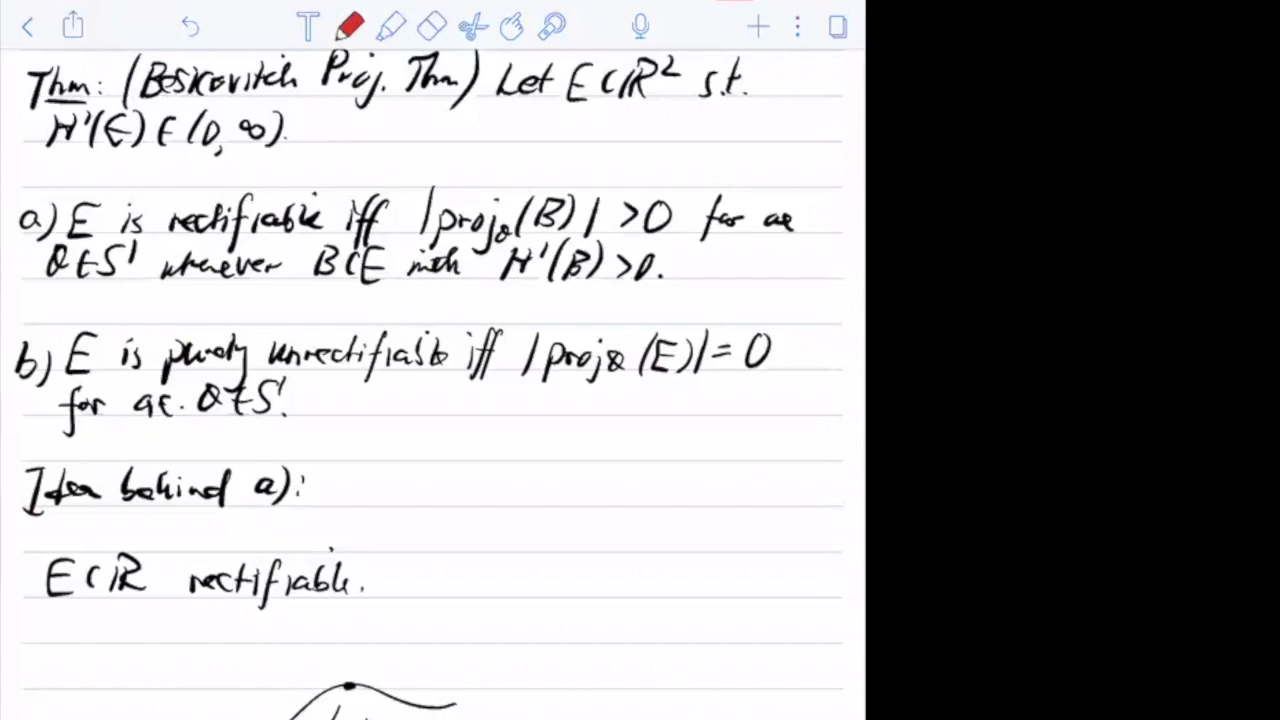 Thm: (Besicovitch Proj. Thm) Let E ⊂ ℝ² s.t.
H¹(E) ∈ (0, ∞).
a) E is rectifiable iff |proj_θ(B)| > 0 for ae
θ ∈ S¹ whenever B ⊂ E with H¹(B) > 0.
b) E is purely unrectifiable iff |proj_θ(E)| = 0
for ae. θ ∈ S¹.
Idea behind a):
E ⊂ ℝ rectifiable.